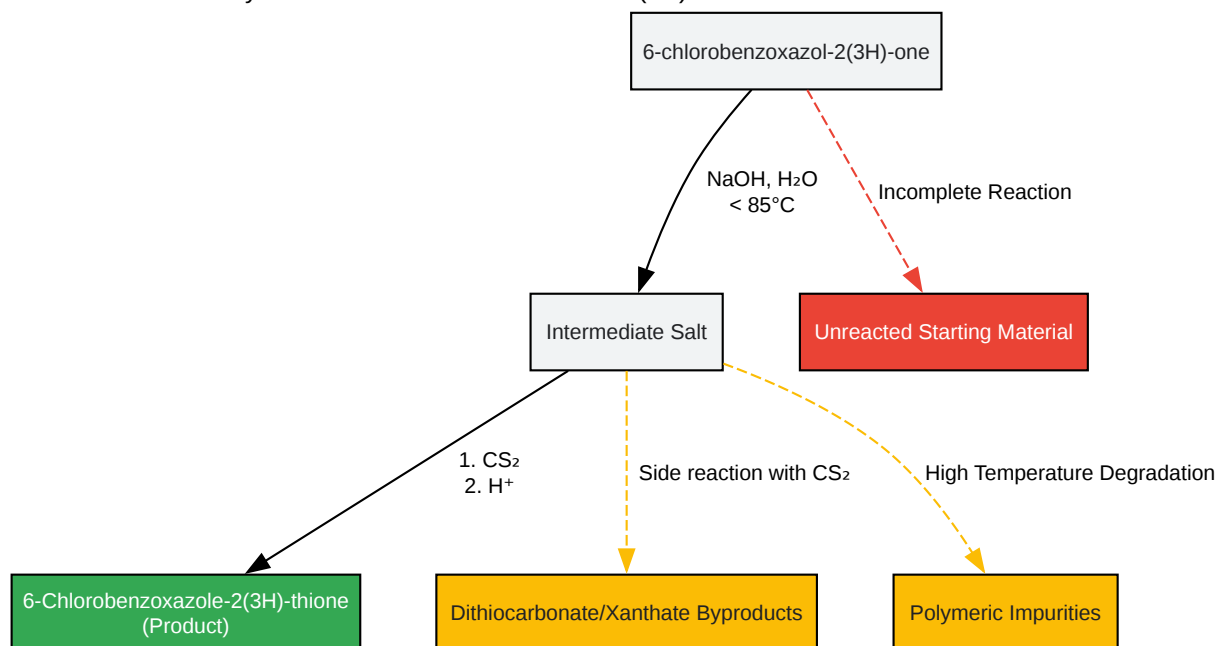 6-chlorobenzoxazol-2(3H)-one
NaOH, H₂O
< 85°C
Incomplete Reaction
Intermediate Salt
Unreacted Starting Material
1. CS₂
2. H⁺
Side reaction with CS₂
High Temperature Degradation
6-Chlorobenzoxazole-2(3H)-thione
(Product)
Dithiocarbonate/Xanthate Byproducts
Polymeric Impurities